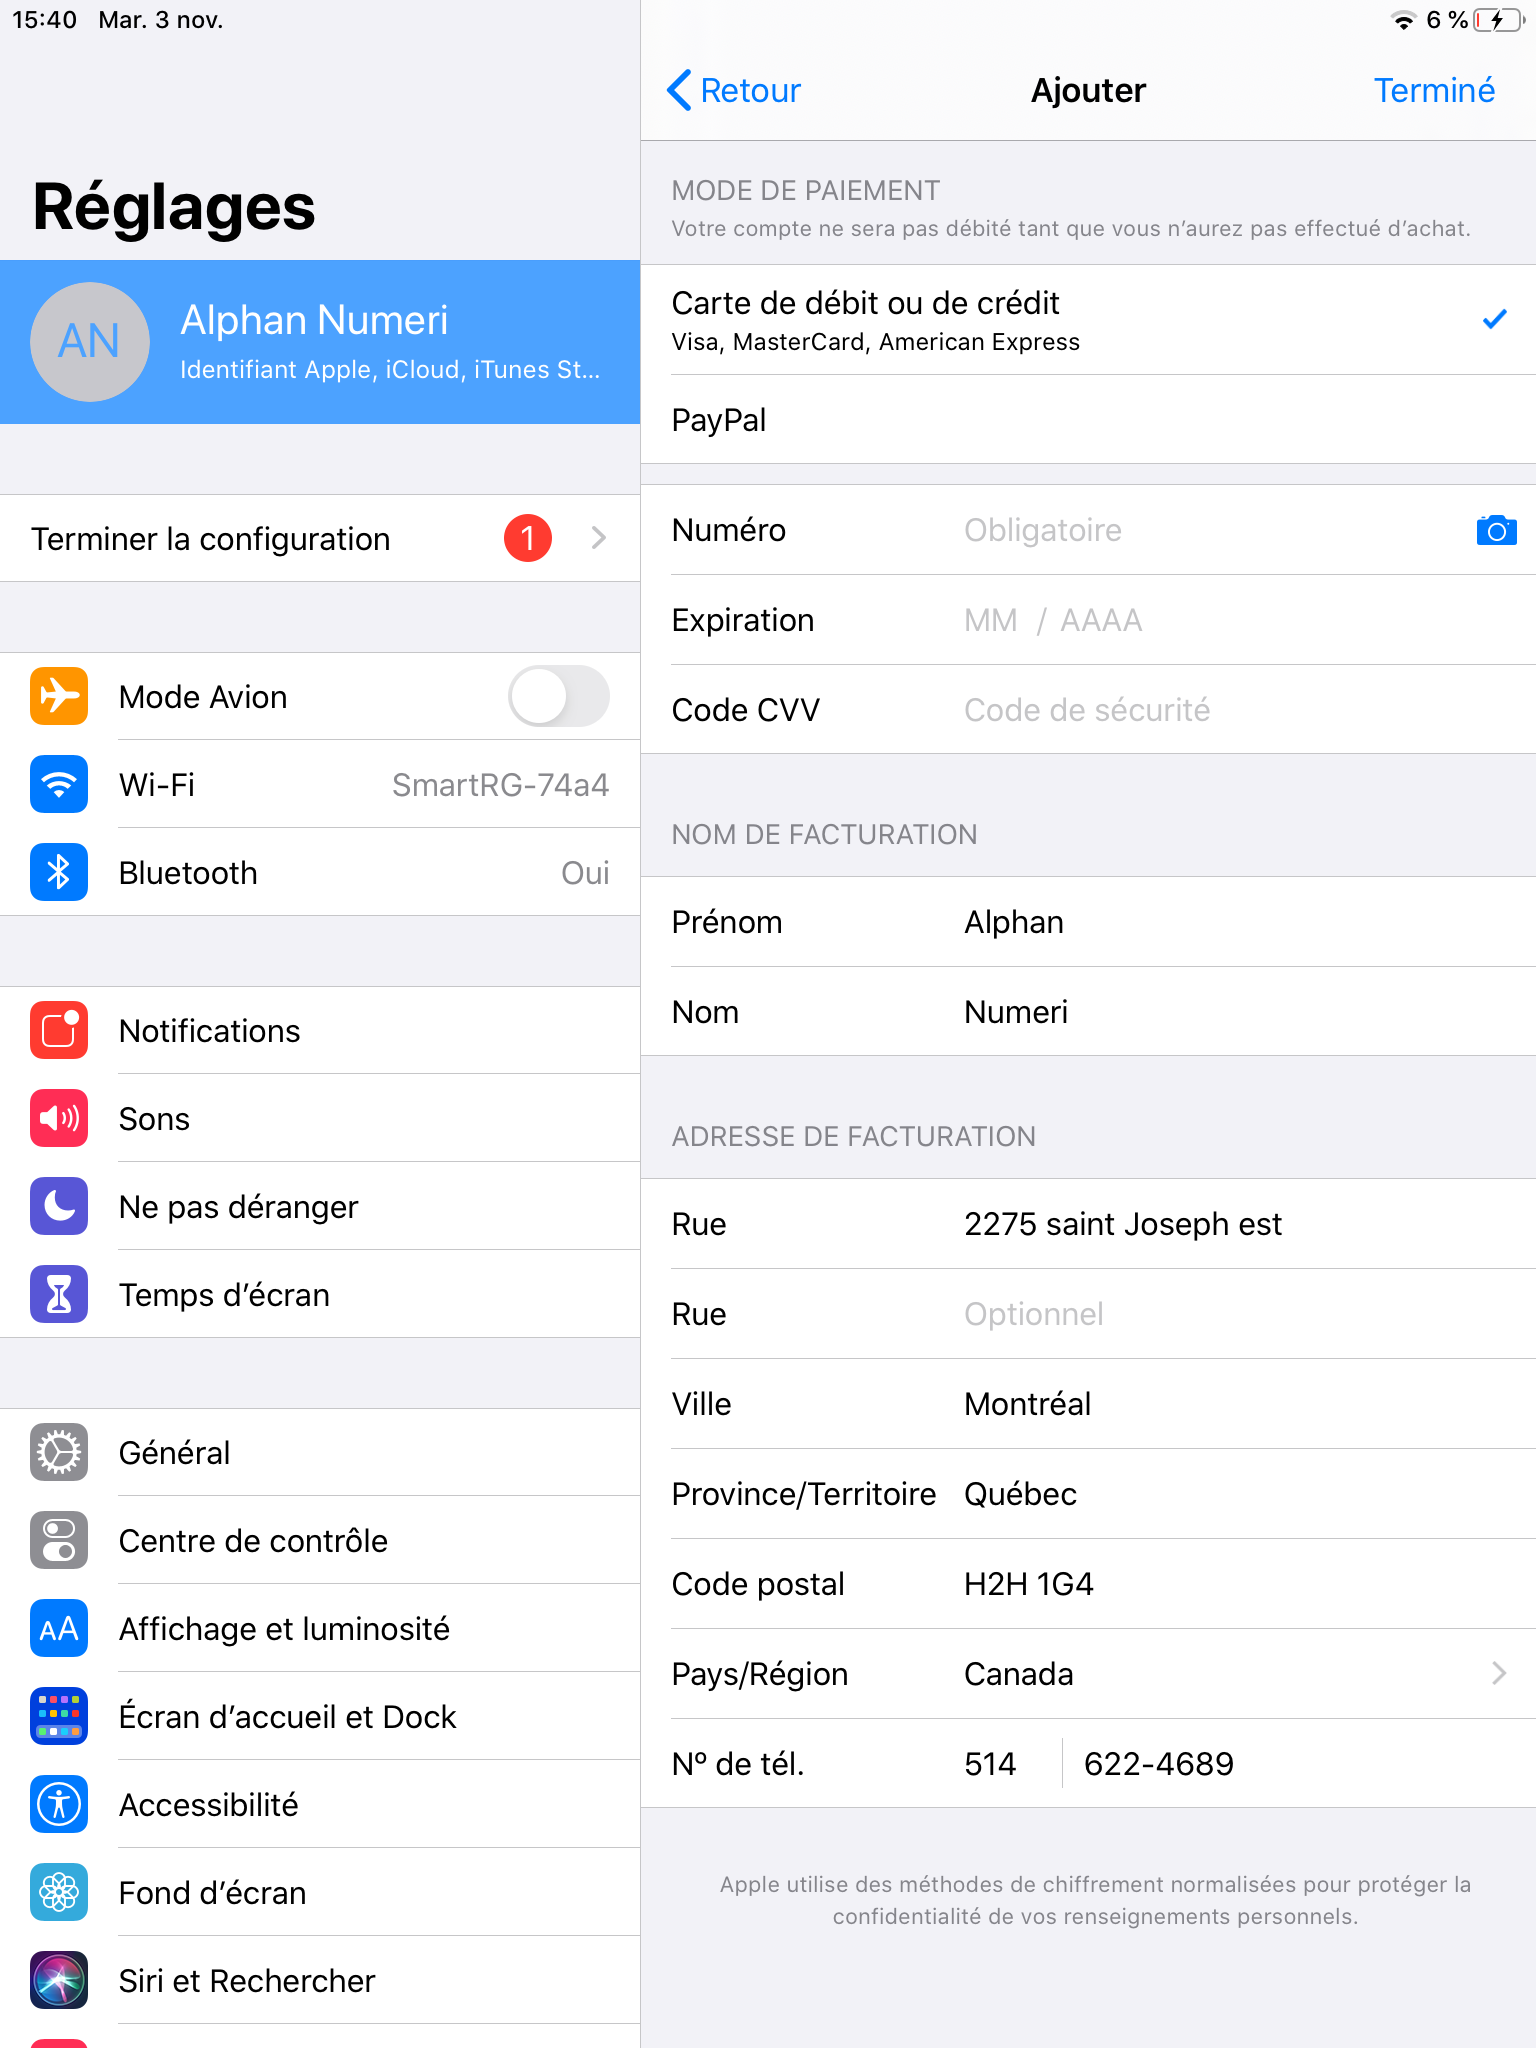 15:40 Mar. 3 nov.
6 %
Réglages
AN
Alphan Numeri
Identifiant Apple, iCloud, iTunes St...
Terminer la configuration 1
Mode Avion
Wi-Fi SmartRG-74a4
Bluetooth Oui
Notifications
Sons
Ne pas déranger
Temps d’écran
Général
Centre de contrôle
AA Affichage et luminosité
Écran d’accueil et Dock
Accessibilité
Fond d’écran
Siri et Rechercher
Retour Ajouter Terminé
MODE DE PAIEMENT
Votre compte ne sera pas débité tant que vous n’aurez pas effectué d’achat.
Carte de débit ou de crédit
Visa, MasterCard, American Express
PayPal
Numéro Obligatoire
Expiration MM / AAAA
Code CVV Code de sécurité
NOM DE FACTURATION
Prénom Alphan
Nom Numeri
ADRESSE DE FACTURATION
Rue 2275 saint Joseph est
Rue Optionnel
Ville Montréal
Province/Territoire Québec
Code postal H2H 1G4
Pays/Région Canada
Nº de tél. 514 622-4689
Apple utilise des méthodes de chiffrement normalisées pour protéger la
confidentialité de vos renseignements personnels.